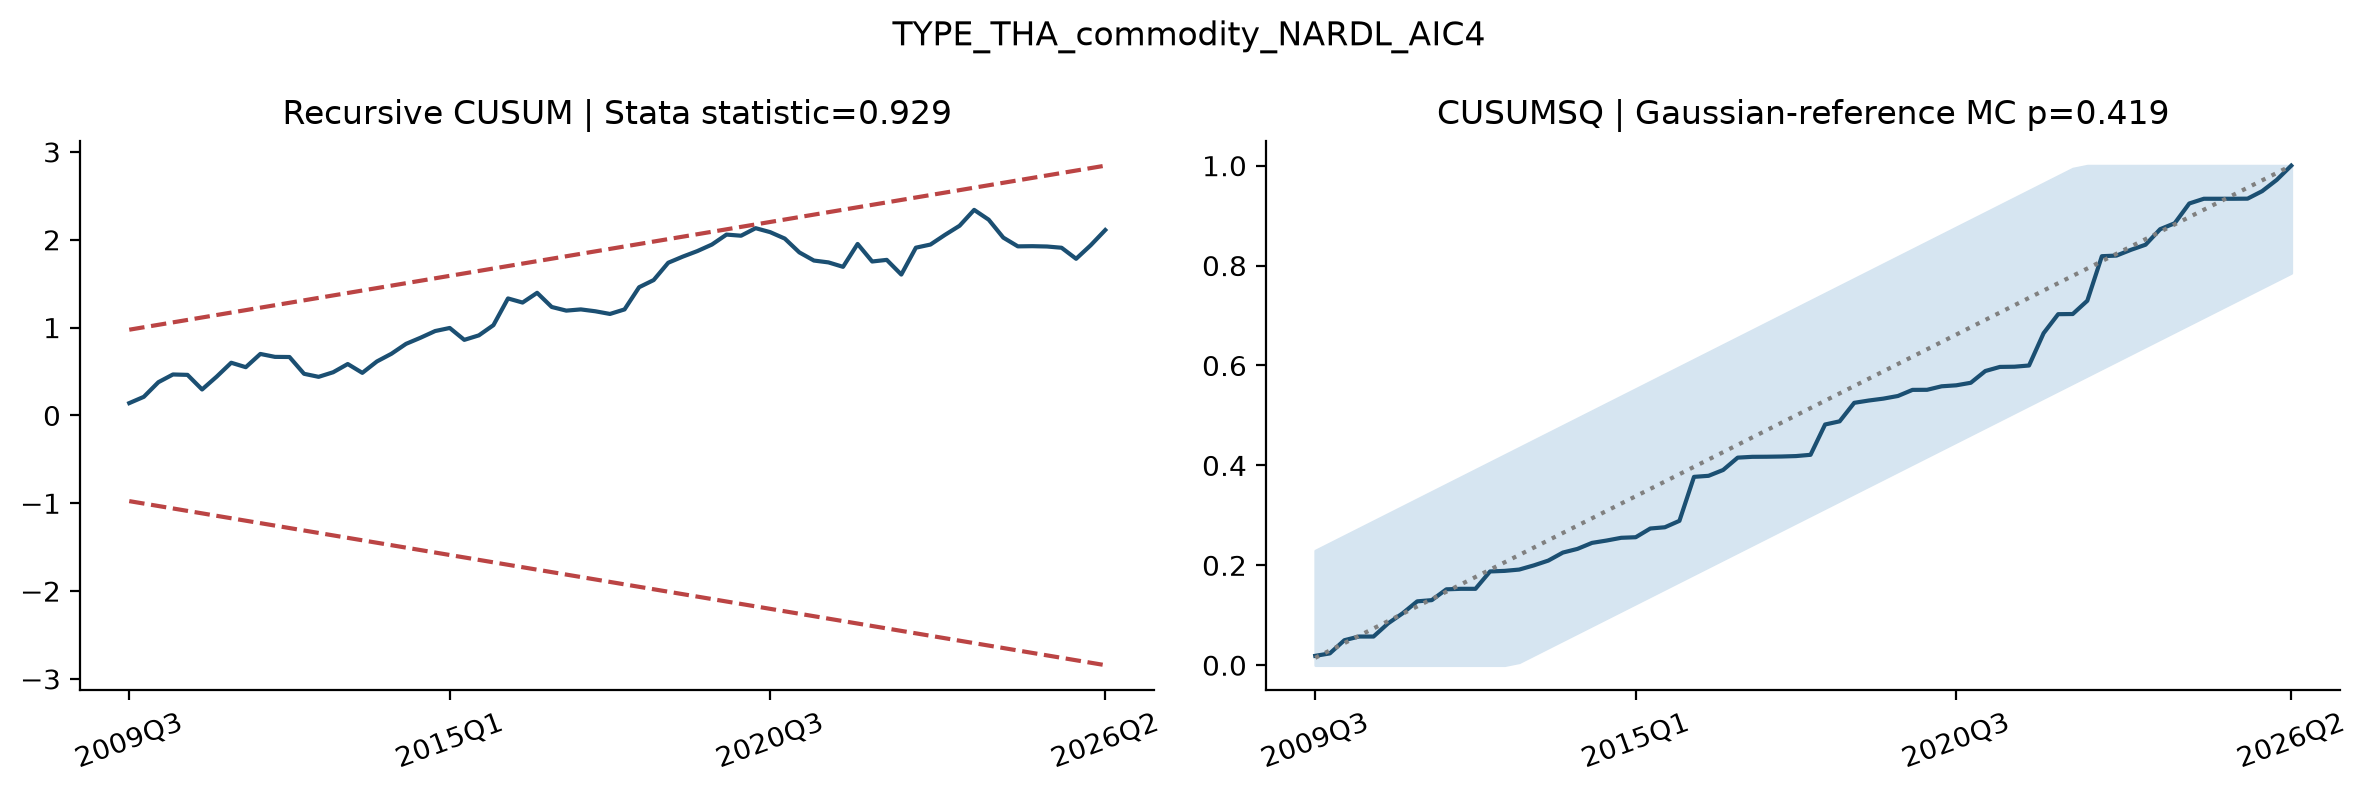 TYPE_THA_commodity_NARDL_AIC4
Recursive CUSUM | Stata statistic=0.929
3
2
1
0
−1
−2
−3
2009Q3
2015Q1
2020Q3
2026Q2
CUSUMSQ | Gaussian-reference MC p=0.419
1.0
0.8
0.6
0.4
0.2
0.0
2009Q3
2015Q1
2020Q3
2026Q2